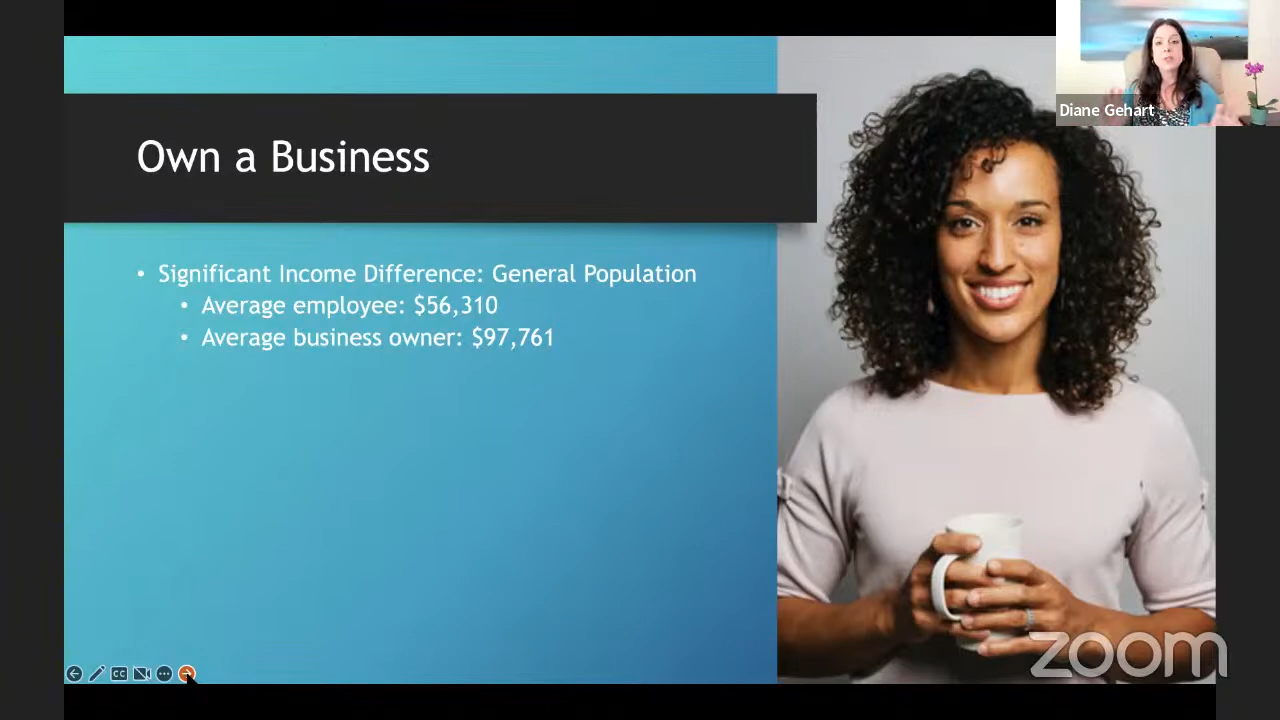 Own a Business
• Significant Income Difference: General Population
• Average employee: $56,310
• Average business owner: $97,761
Diane Gehart
CC
zoom